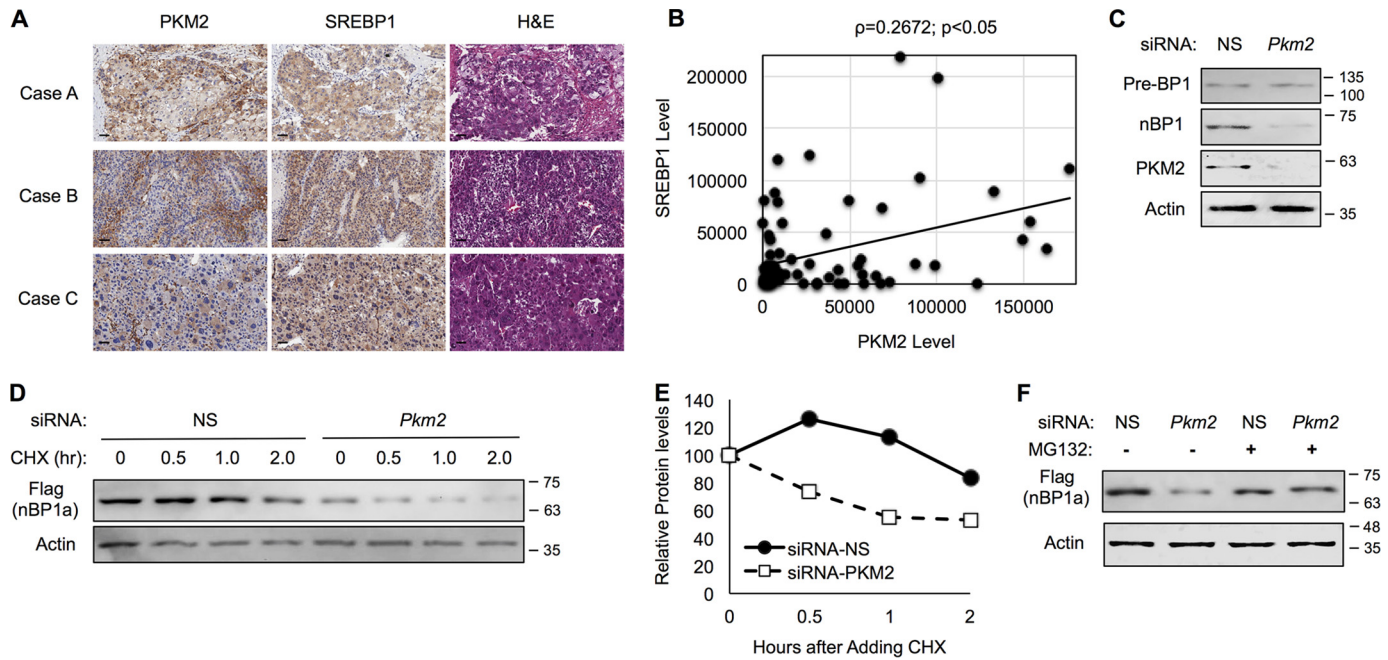 A
PKM2 SREBP1 H&E
Case A
Case B
Case C
B
ρ=0.2672; p<0.05
SREBP1 Level
200000
150000
100000
50000
0
0 50000 100000 150000
PKM2 Level
C
siRNA: NS Pkm2
Pre-BP1 135
100
nBP1 75
PKM2 63
Actin 35
D
siRNA: NS Pkm2
CHX (hr): 0 0.5 1.0 2.0 0 0.5 1.0 2.0
Flag
(nBP1a)
75
63
Actin 35
E
Relative Protein levels
140
120
100
80
60
40
20
0
siRNA-NS
siRNA-PKM2
0 0.5 1 2
Hours after Adding CHX
F
siRNA: NS Pkm2 NS Pkm2
MG132: - - + +
Flag
(nBP1a)
75
63
48
Actin 35